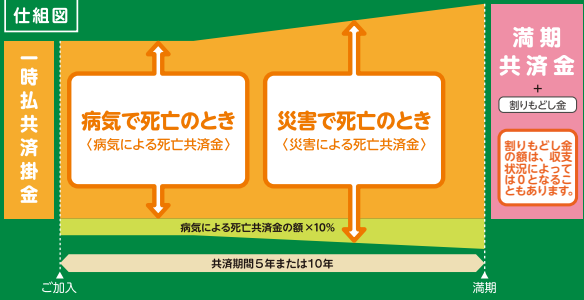 仕組図
一時払共済掛金
病気で死亡のとき
〈病気による死亡共済金〉
災害で死亡のとき
〈災害による死亡共済金〉
満期
共済金
+
割りもどし金
割りもどし金
の額は、収支
状況によって
は0となるこ
ともあります。
病気による死亡共済金の額×10%
共済期間5年または10年
ご加入
満期